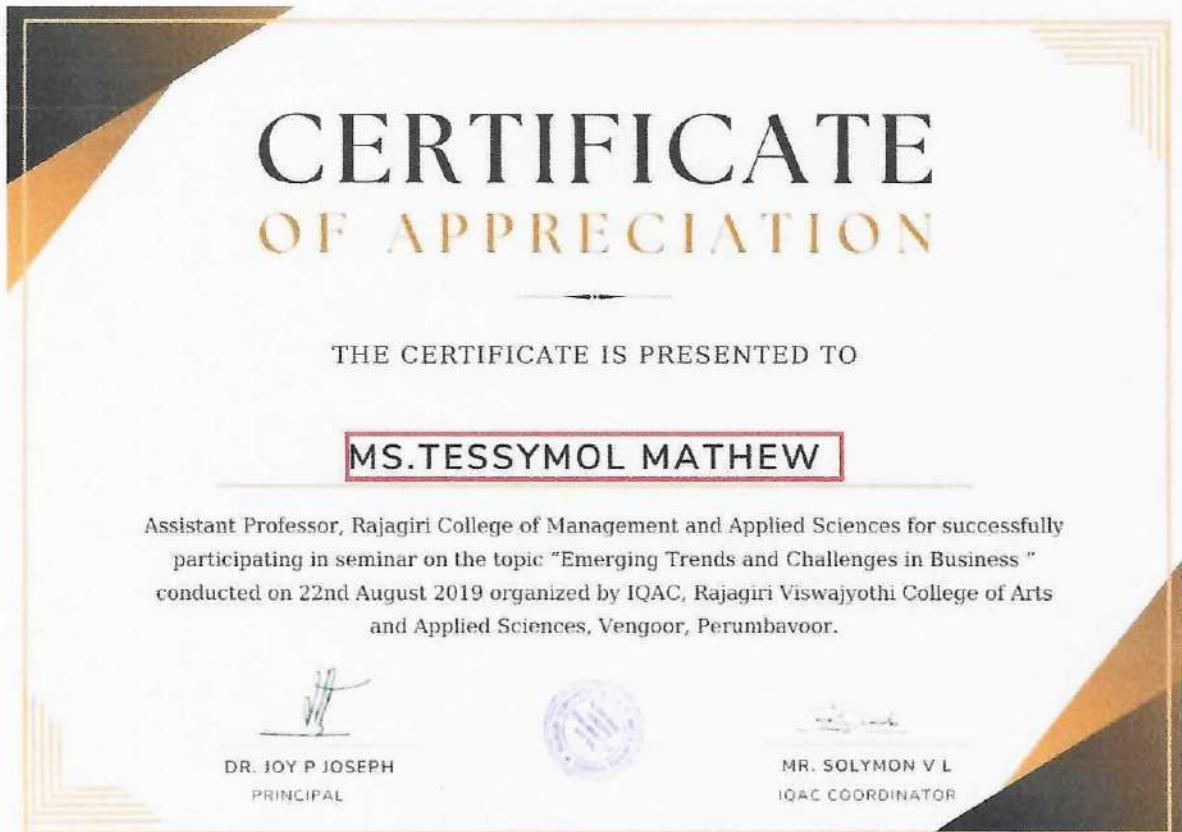 CERTIFICATE
OF APPRECIATION
THE CERTIFICATE IS PRESENTED TO
MS.TESSYMOL MATHEW
Assistant Professor, Rajagiri College of Management and Applied Sciences for successfully
participating in seminar on the topic "Emerging Trends and Challenges in Business "
conducted on 22nd August 2019 organized by IQAC, Rajagiri Viswajyothi College of Arts
and Applied Sciences, Vengoor, Perumbavoor.
DR. JOY P JOSEPH
PRINCIPAL
MR. SOLYMON V L
IQAC COORDINATOR